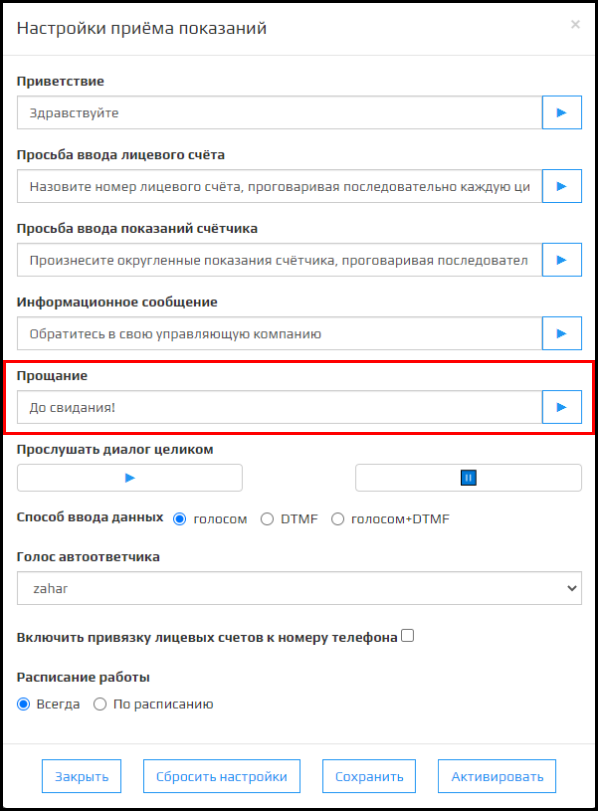 Настройки приёма показаний
×
Приветствие
Здравствуйте
Просьба ввода лицевого счёта
Назовите номер лицевого счёта, проговаривая последовательно каждую ци
Просьба ввода показаний счётчика
Произнесите округленные показания счётчика, проговаривая последовател
Информационное сообщение
Обратитесь в свою управляющую компанию
Прощание
До свидания!
Прослушать диалог целиком
Способ ввода данных голосом DTMF голосом+DTMF
Голос автоответчика
zahar
Включить привязку лицевых счетов к номеру телефона
Расписание работы
Всегда По расписанию
Закрыть Сбросить настройки Сохранить Активировать